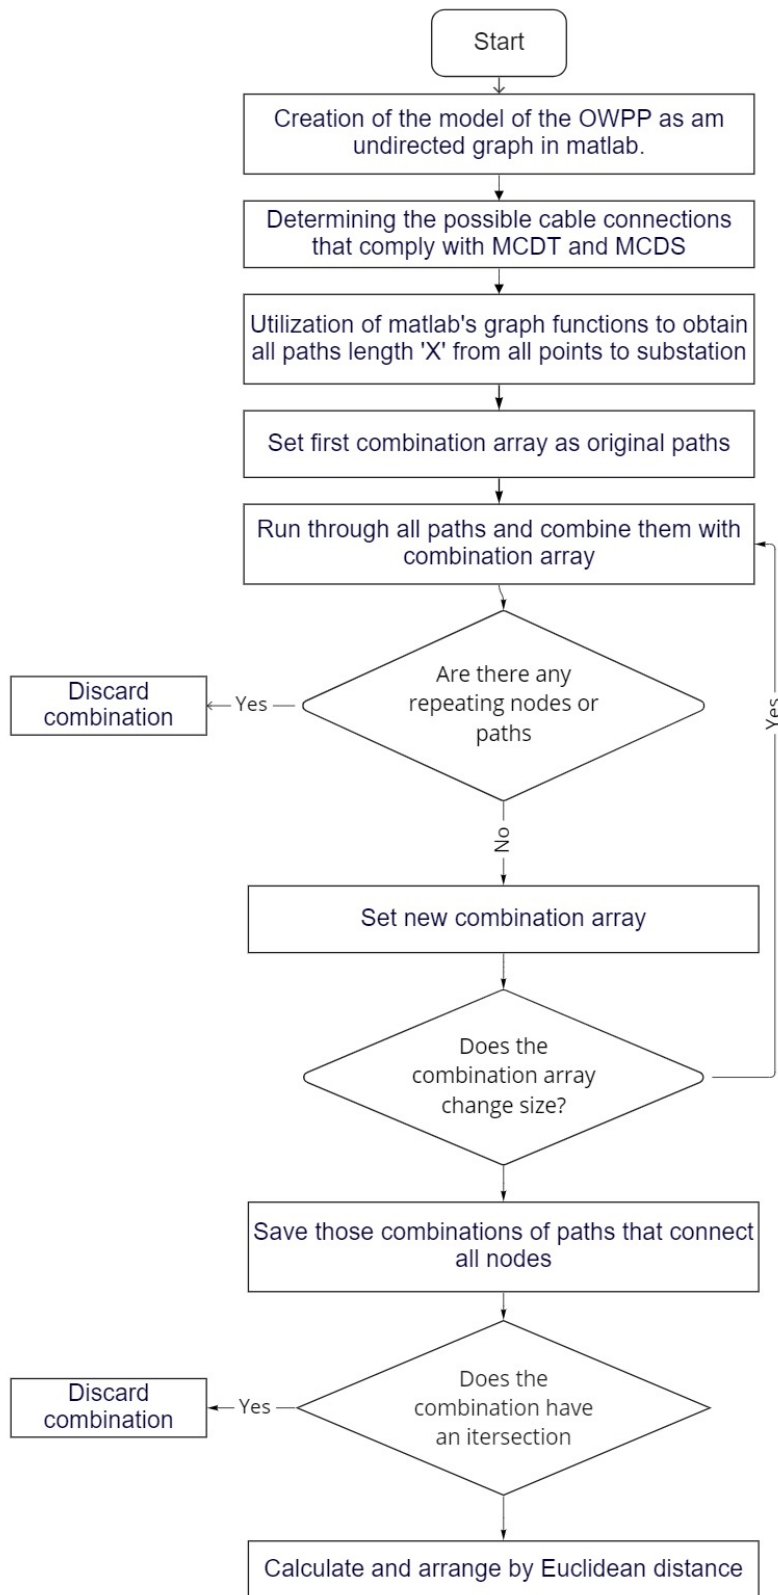 Start
Creation of the model of the OWPP as am
undirected graph in matlab.
Determining the possible cable connections
that comply with MCDT and MCDS
Utilization of matlab's graph functions to obtain
all paths length 'X' from all points to substation
Set first combination array as original paths
Run through all paths and combine them with
combination array
Are there any
repeating nodes or
paths
Yes
Discard
combination
No
Set new combination array
Does the
combination array
change size?
Yes
Save those combinations of paths that connect
all nodes
Does the
combination have
an itersection
Yes
Discard
combination
Calculate and arrange by Euclidean distance